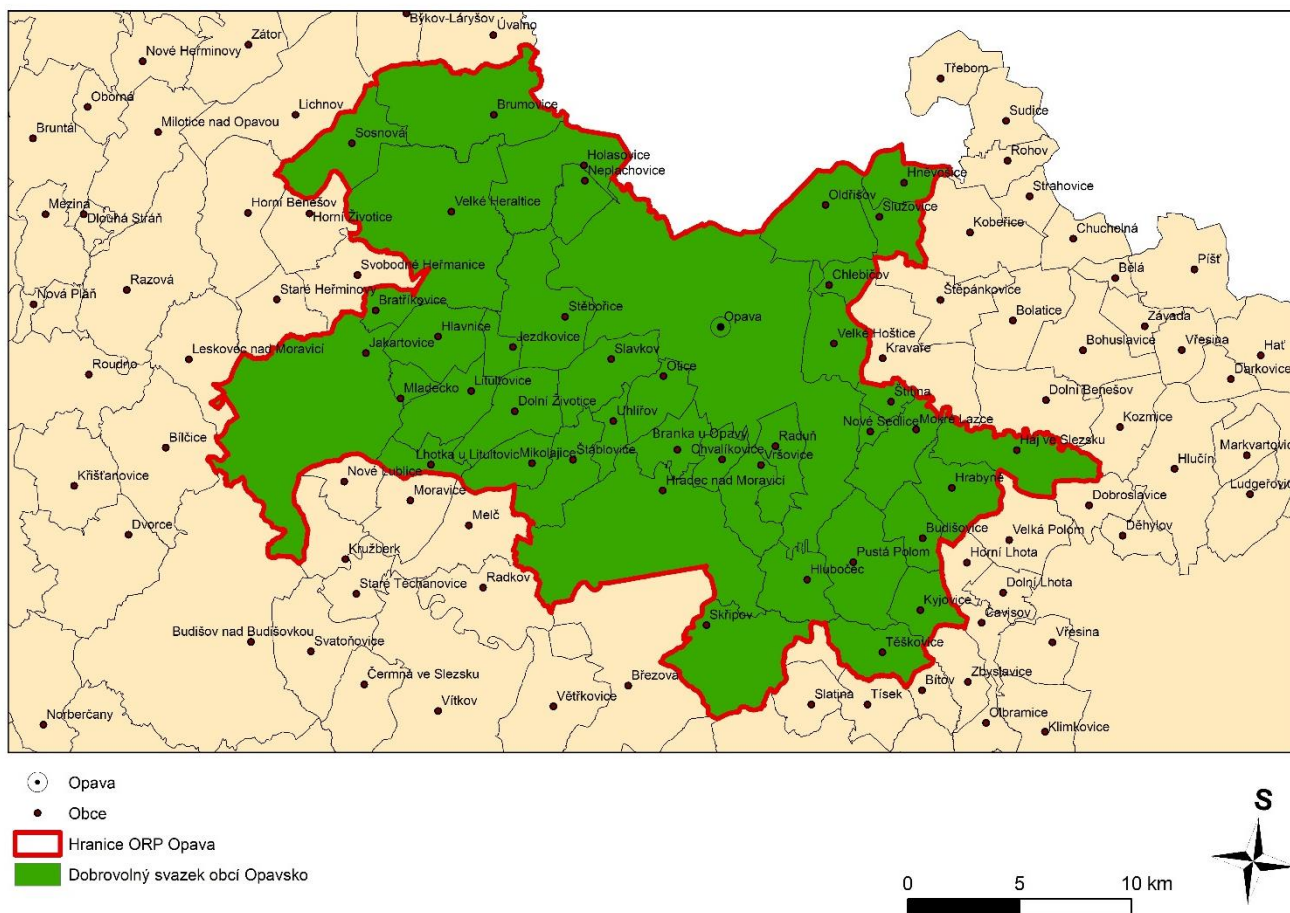 Býkov-Láryšov
Úvalno
Zátor
Nové Heřminovy
Třebom
Oborná
Lichnov
Brumovice
Sudice
Bruntál
Milotice nad Opavou
Sosnová
Rohov
Holasovice
Neplachovice
Hněvošice
Strahovice
Mezina
Dlouhá Stráň
Horní Benešov
Horní Životice
Velké Heraltice
Oldřišov
Služovice
Kobeřice
Chuchelná
Svobodné Heřmanice
Chlebičov
Bělá
Píšť
Nová Pláň
Razová
Staré Heřminovy
Bratříkovice
Stěbořice
Opava
Štěpánkovice
Bolatice
Závada
Hlavnice
Jezdkovice
Velké Hoštice
Leskovec nad Moravicí
Jakartovice
Slavkov
Kravaře
Bohuslavice
Vřesina
Hať
Roudno
Otice
Darkovice
Mladecko
Litultovice
Dolní Životice
Štítina
Dolní Benešov
Uhlířov
Nové Sedlice
Mokré Lazce
Kozmice
Bílčice
Branka u Opavy
Raduň
Háj ve Slezsku
Lhotka u Litultovic
Mikolajice
Štáblovice
Chvalíkovice
Vršovice
Markvartovic
Křišťanovice
Nové Lublice
Hradec nad Moravicí
Hrabyně
Hlučín
Ludgeřovic
Moravice
Dobroslavice
Dvorce
Melč
Budišovice
Velká Polom
Děhylov
Kružberk
Pustá Polom
Horní Lhota
Staré Těchanovice
Radkov
Hlubočec
Dolní Lhota
Kyjovice
Čavisov
Budišov nad Budišovkou
Svatoňovice
Skřipov
Těškovice
Vřesina
Čermná ve Slezsku
Březová
Bítov
Zbyslavice
Norberčany
Vítkov
Větřkovice
Slatina
Tísek
Olbramice
Klimkovice
Opava
Obce
Hranice ORP Opava
Dobrovolný svazek obcí Opavsko
S
0 5 10 km